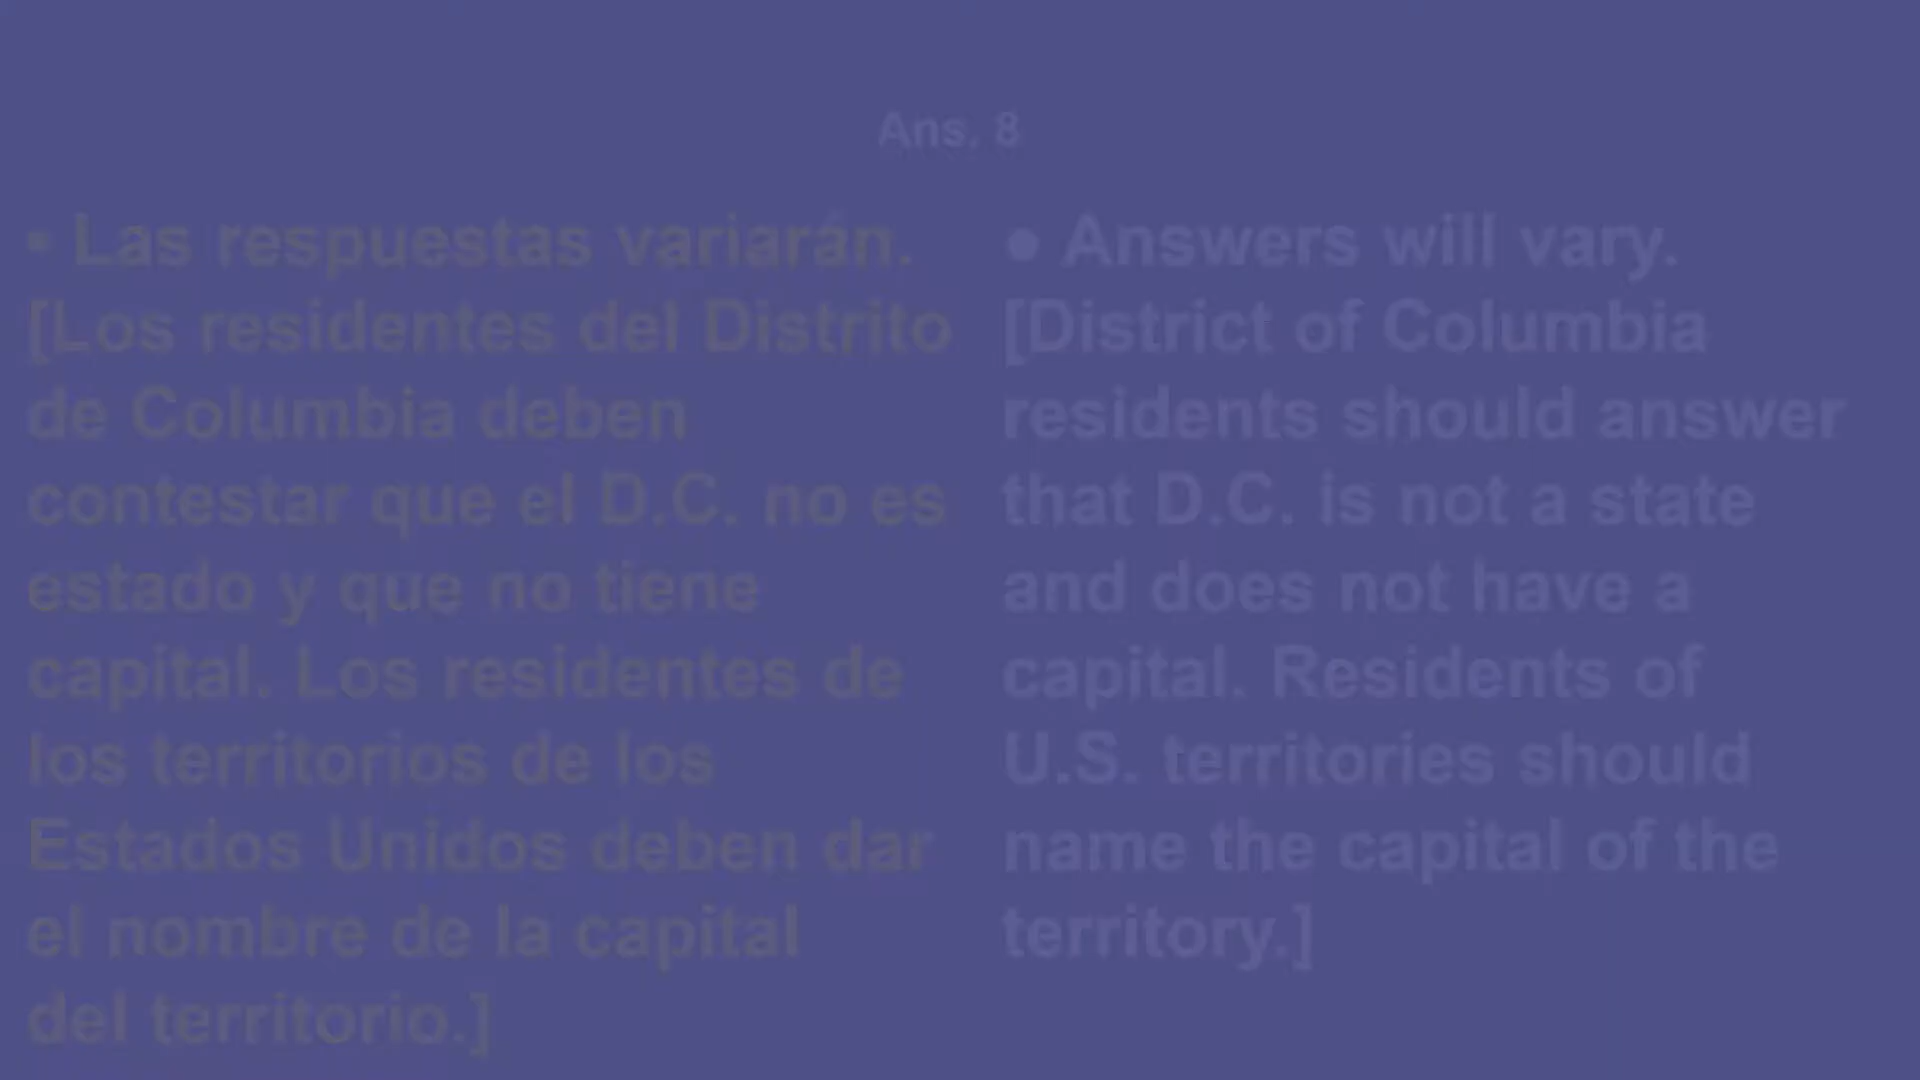 Ans, 8
▪ Las respuestas variarán.
[Los residentes del Distrito
de Columbia deben
contestar que el D.C. no es
estado y que no tiene
capital. Los residentes de
los territorios de los
Estados Unidos deben dar
el nombre de la capital
del territorio.]
● Answers will vary.
[District of Columbia
residents should answer
that D.C. is not a state
and does not have a
capital. Residents of
U.S. territories should
name the capital of the
territory.]